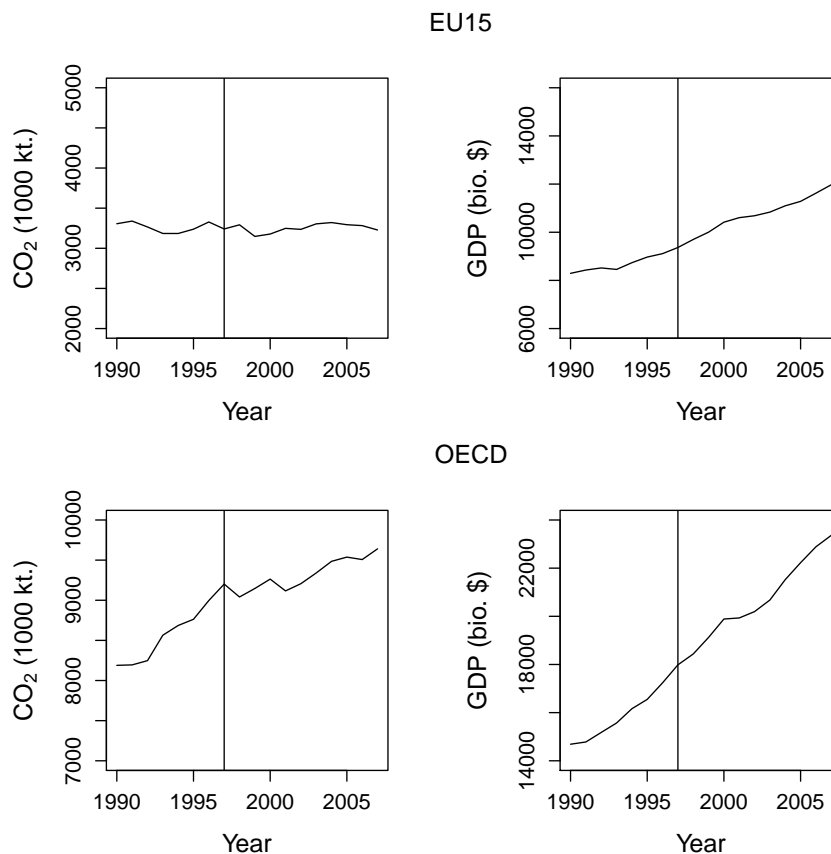 EU15
CO₂ (1000 kt.)
2000 3000 4000 5000
1990 1995 2000 2005
Year
GDP (bio. $)
6000 10000 14000
1990 1995 2000 2005
Year
OECD
CO₂ (1000 kt.)
7000 8000 9000 10000
1990 1995 2000 2005
Year
GDP (bio. $)
14000 18000 22000
1990 1995 2000 2005
Year